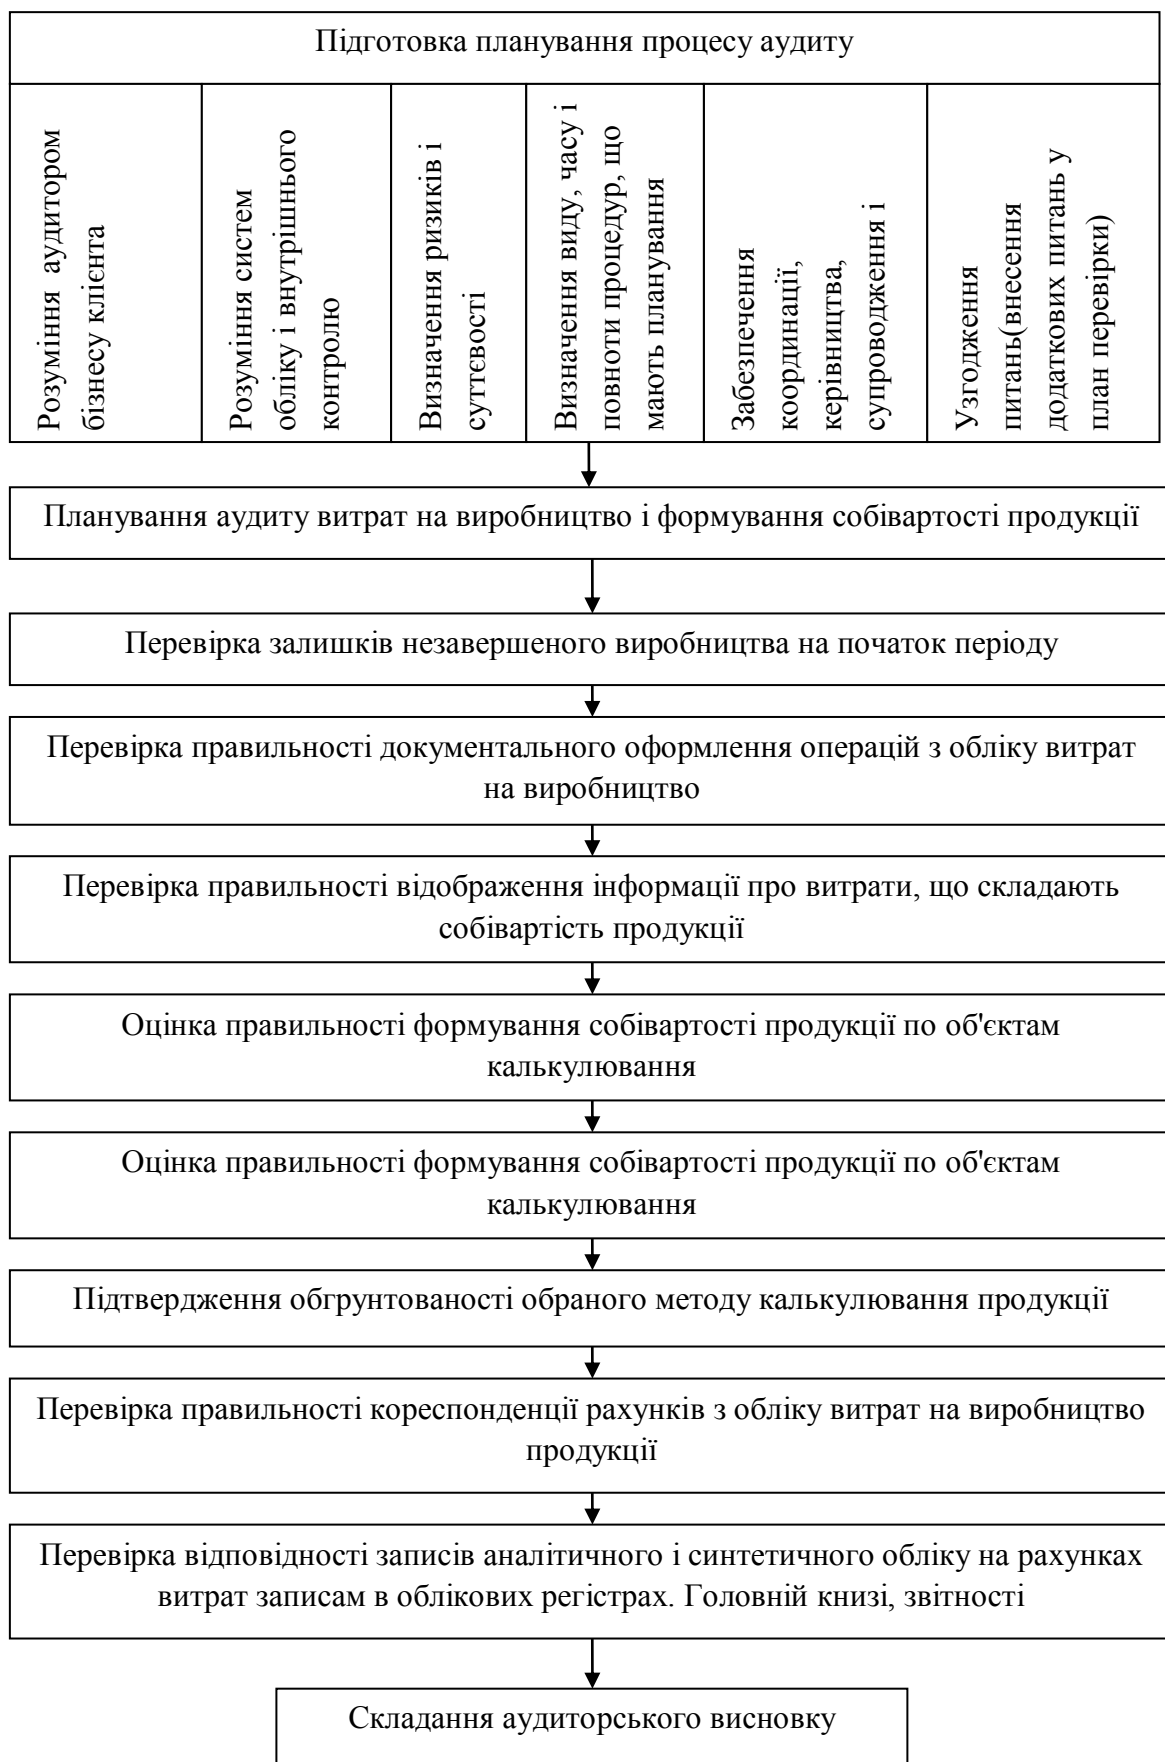 Підготовка планування процесу аудиту
Розуміння аудитором
бізнесу клієнта
Розуміння систем
обліку і внутрішнього
контролю
Визначення ризиків і
суттєвості
Визначення виду, часу і
повноти процедур, що
мають планування
Забезпечення
координації,
керівництва,
супроводження і
Узгодження
питань(внесення
додаткових питань у
план перевірки)
Планування аудиту витрат на виробництво і формування собівартості продукції
Перевірка залишків незавершеного виробництва на початок періоду
Перевірка правильності документального оформлення операцій з обліку витрат
на виробництво
Перевірка правильності відображення інформації про витрати, що складають
собівартість продукції
Оцінка правильності формування собівартості продукції по об'єктам
калькулювання
Оцінка правильності формування собівартості продукції по об'єктам
калькулювання
Підтвердження обгрунтованості обраного методу калькулювання продукції
Перевірка правильності кореспонденції рахунків з обліку витрат на виробництво
продукції
Перевірка відповідності записів аналітичного і синтетичного обліку на рахунках
витрат записам в облікових регістрах. Головній книзі, звітності
Складання аудиторського висновку